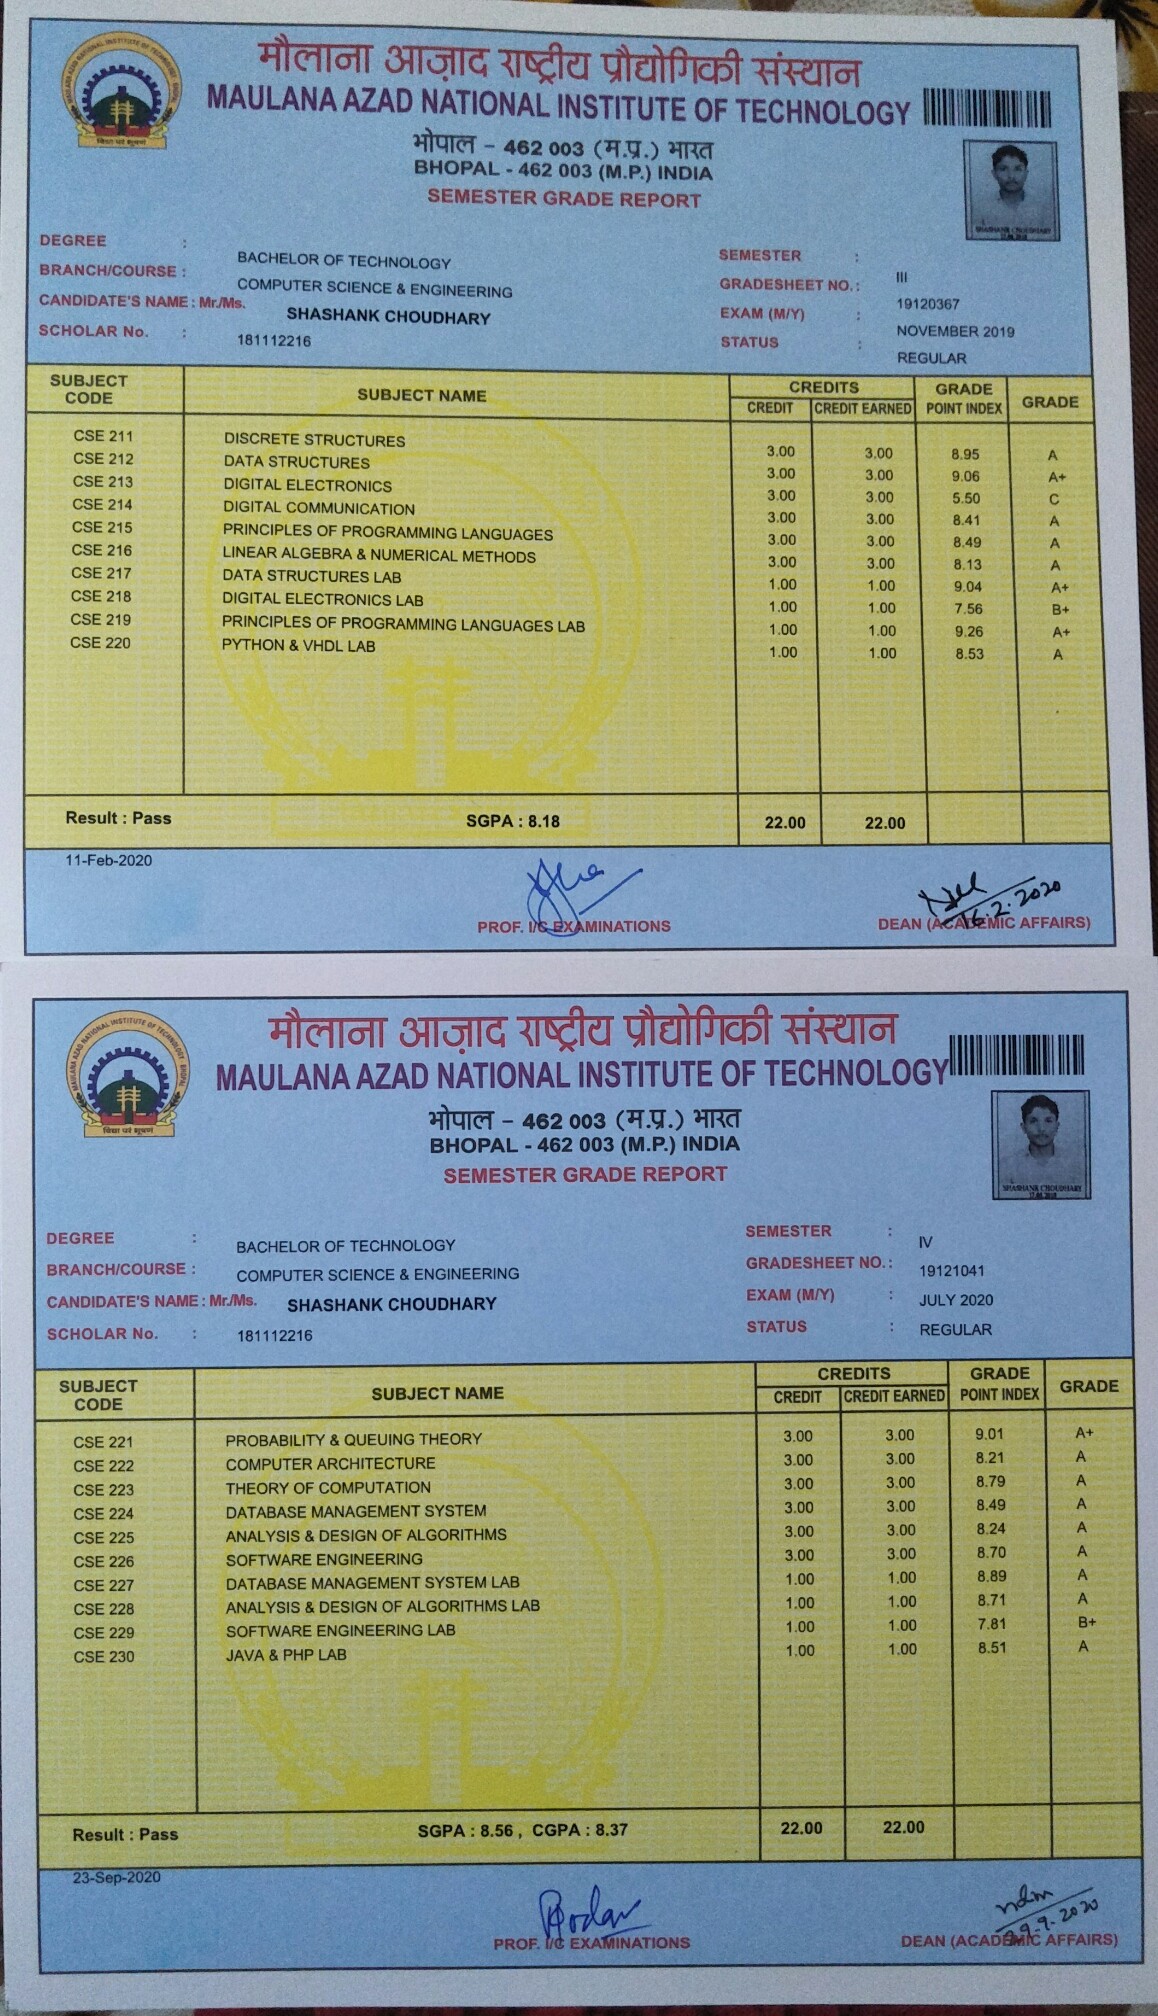 मौलाना आज़ाद राष्ट्रीय प्रौद्योगिकी संस्थान
MAULANA AZAD NATIONAL INSTITUTE OF TECHNOLOGY
भोपाल - 462 003 (म.प्र.) भारत
BHOPAL - 462 003 (M.P.) INDIA
SEMESTER GRADE REPORT
SHASHANK CHOUDHARY
DEGREE : BACHELOR OF TECHNOLOGY
BRANCH/COURSE : COMPUTER SCIENCE & ENGINEERING
CANDIDATE'S NAME : Mr./Ms. SHASHANK CHOUDHARY
SCHOLAR No. : 181112216
SEMESTER : III
GRADESHEET NO. : 19120367
EXAM (M/Y) : NOVEMBER 2019
STATUS : REGULAR
SUBJECT CODE SUBJECT NAME CREDITS GRADE POINT INDEX GRADE
CREDIT CREDIT EARNED
CSE 211 DISCRETE STRUCTURES 3.00 3.00 8.95 A
CSE 212 DATA STRUCTURES 3.00 3.00 9.06 A+
CSE 213 DIGITAL ELECTRONICS 3.00 3.00 5.50 C
CSE 214 DIGITAL COMMUNICATION 3.00 3.00 8.41 A
CSE 215 PRINCIPLES OF PROGRAMMING LANGUAGES 3.00 3.00 8.49 A
CSE 216 LINEAR ALGEBRA & NUMERICAL METHODS 3.00 3.00 8.13 A
CSE 217 DATA STRUCTURES LAB 1.00 1.00 9.04 A+
CSE 218 DIGITAL ELECTRONICS LAB 1.00 1.00 7.56 B+
CSE 219 PRINCIPLES OF PROGRAMMING LANGUAGES LAB 1.00 1.00 9.26 A+
CSE 220 PYTHON & VHDL LAB 1.00 1.00 8.53 A
Result : Pass SGPA : 8.18 22.00 22.00
11-Feb-2020
16.2.2020
PROF. I/C EXAMINATIONS DEAN (ACADEMIC AFFAIRS)
मौलाना आज़ाद राष्ट्रीय प्रौद्योगिकी संस्थान
MAULANA AZAD NATIONAL INSTITUTE OF TECHNOLOGY
भोपाल - 462 003 (म.प्र.) भारत
BHOPAL - 462 003 (M.P.) INDIA
SEMESTER GRADE REPORT
SHASHANK CHOUDHARY
DEGREE : BACHELOR OF TECHNOLOGY
BRANCH/COURSE : COMPUTER SCIENCE & ENGINEERING
CANDIDATE'S NAME : Mr./Ms. SHASHANK CHOUDHARY
SCHOLAR No. : 181112216
SEMESTER : IV
GRADESHEET NO. : 19121041
EXAM (M/Y) : JULY 2020
STATUS : REGULAR
SUBJECT CODE SUBJECT NAME CREDITS GRADE POINT INDEX GRADE
CREDIT CREDIT EARNED
CSE 221 PROBABILITY & QUEUING THEORY 3.00 3.00 9.01 A+
CSE 222 COMPUTER ARCHITECTURE 3.00 3.00 8.21 A
CSE 223 THEORY OF COMPUTATION 3.00 3.00 8.79 A
CSE 224 DATABASE MANAGEMENT SYSTEM 3.00 3.00 8.49 A
CSE 225 ANALYSIS & DESIGN OF ALGORITHMS 3.00 3.00 8.24 A
CSE 226 SOFTWARE ENGINEERING 3.00 3.00 8.70 A
CSE 227 DATABASE MANAGEMENT SYSTEM LAB 1.00 1.00 8.89 A
CSE 228 ANALYSIS & DESIGN OF ALGORITHMS LAB 1.00 1.00 8.71 A
CSE 229 SOFTWARE ENGINEERING LAB 1.00 1.00 7.81 B+
CSE 230 JAVA & PHP LAB 1.00 1.00 8.51 A
Result : Pass SGPA : 8.56 , CGPA : 8.37 22.00 22.00
23-Sep-2020
PROF. I/C EXAMINATIONS DEAN (ACADEMIC AFFAIRS)